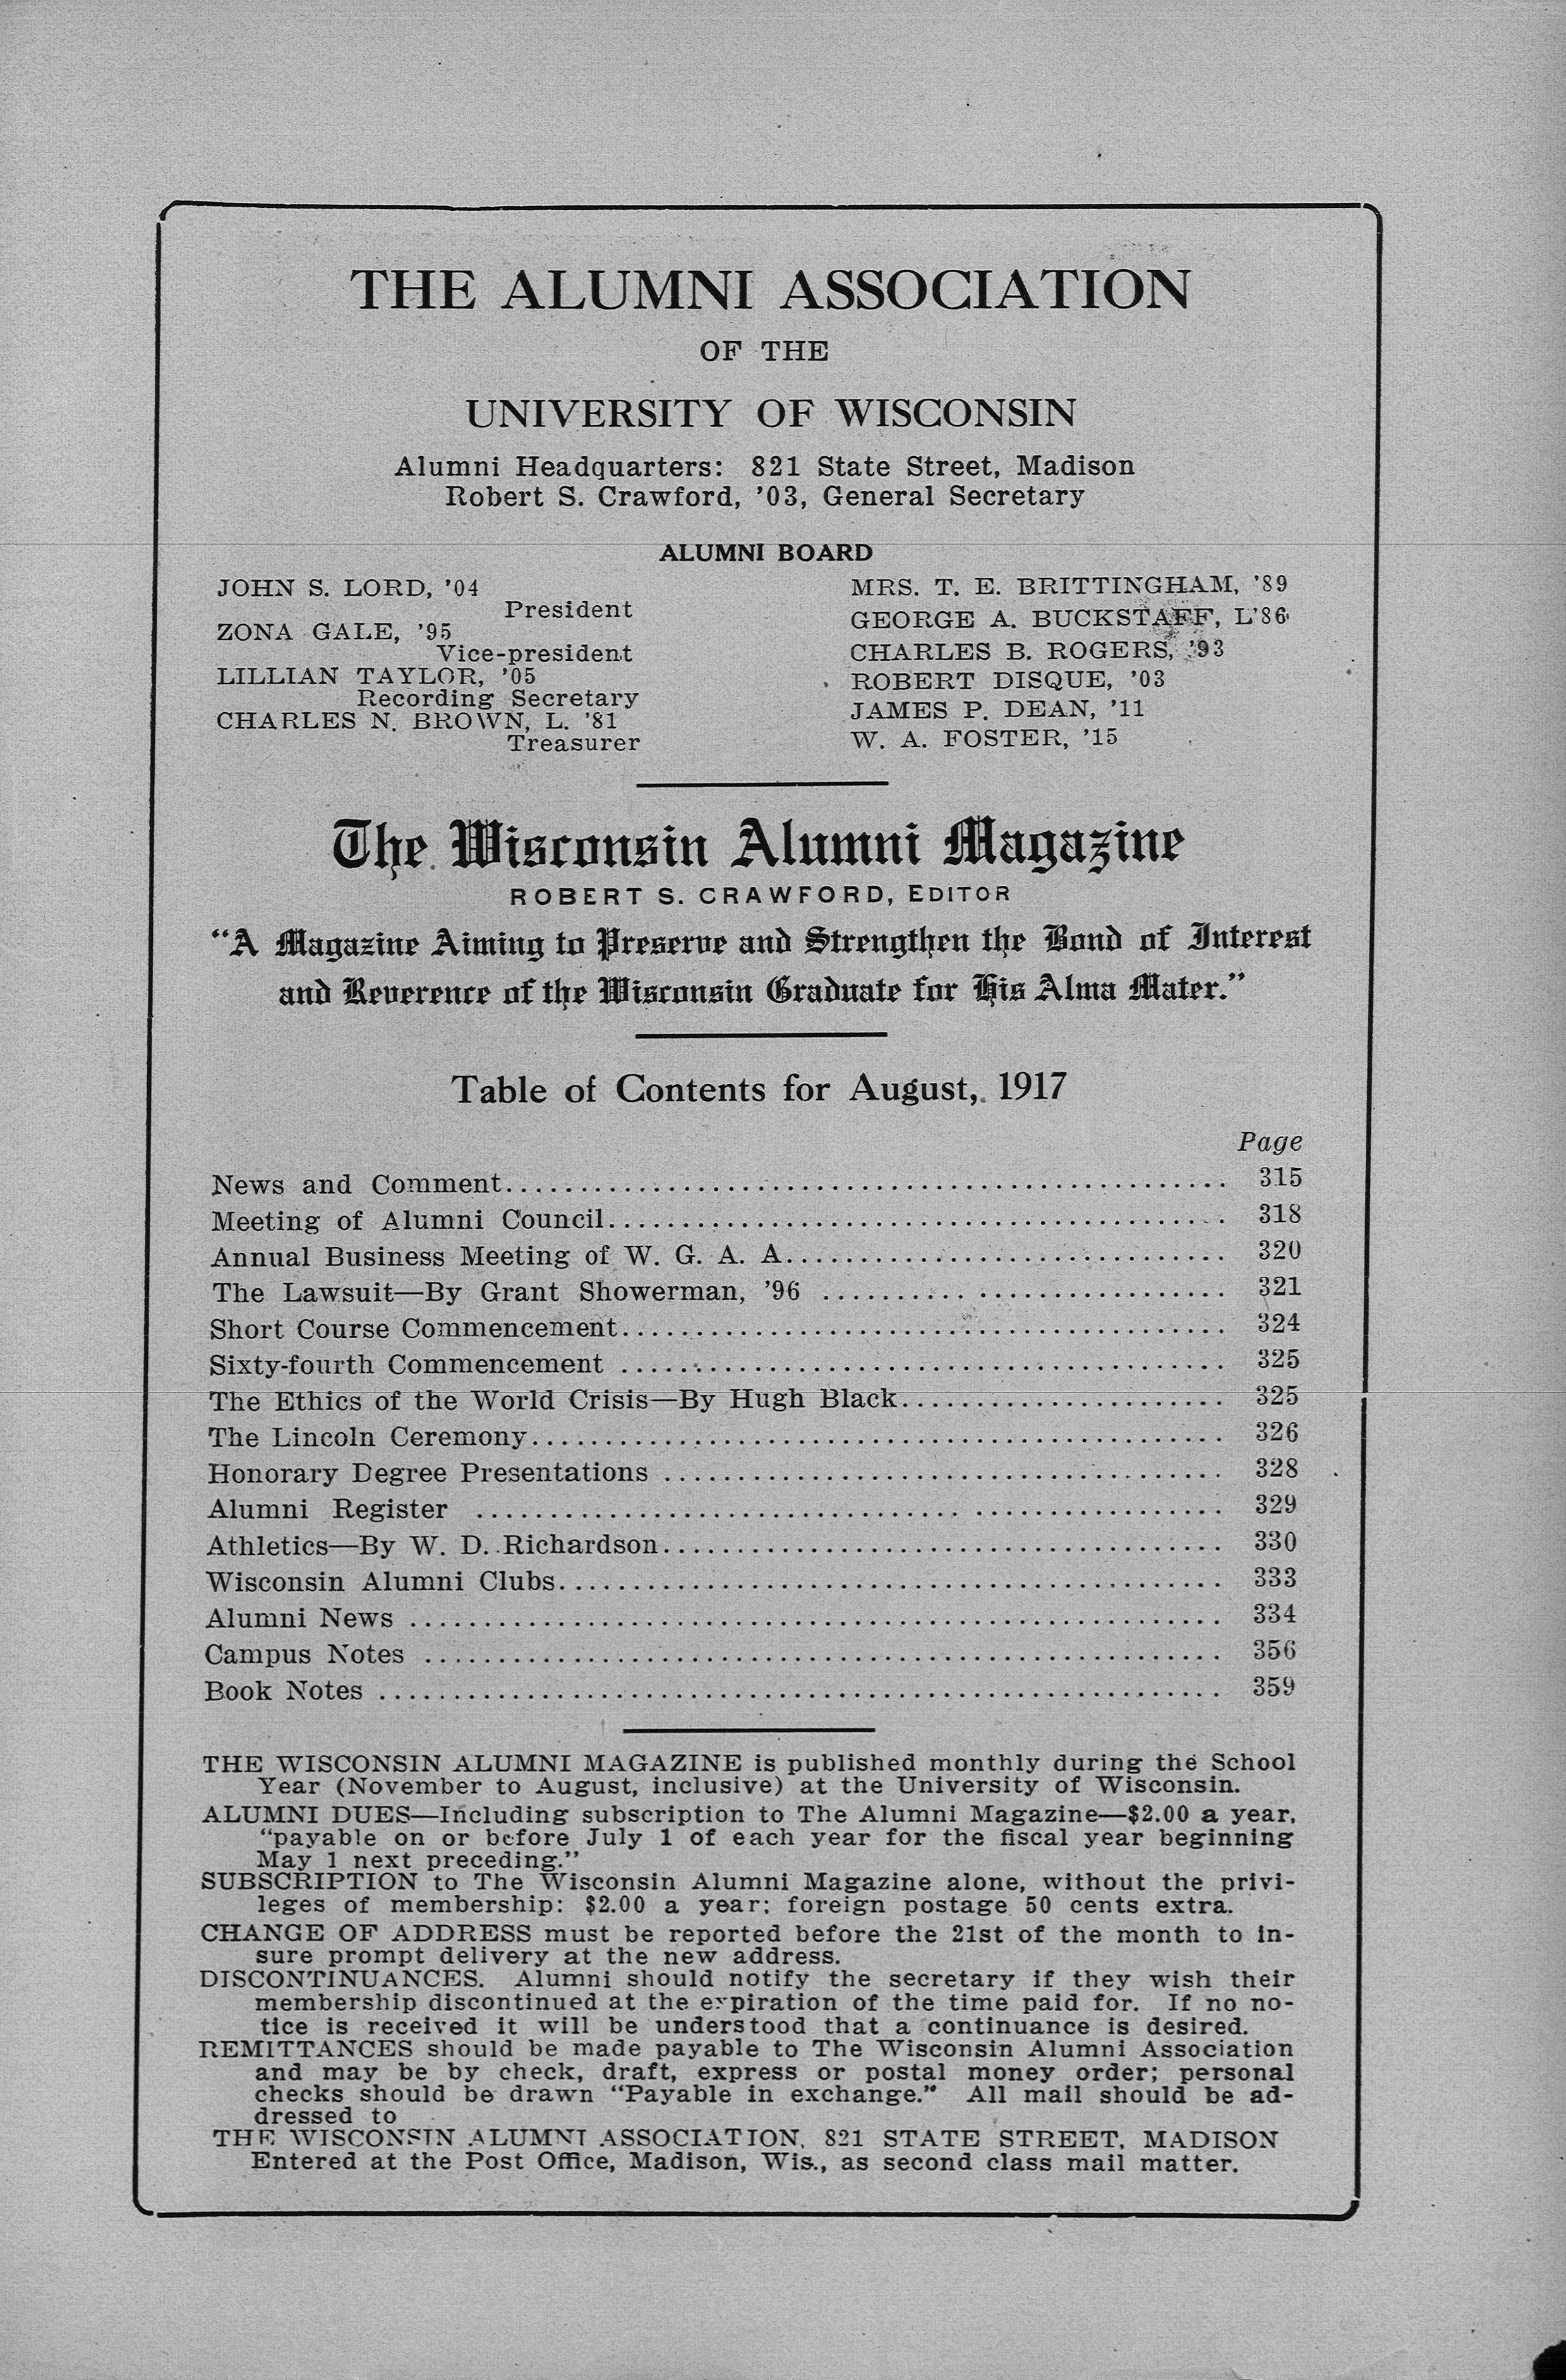 THE ALUMNI ASSOCIATION
OF THE
UNIVERSITY OF WISCONSIN
Alumni Headquarters: 821 State Street, Madison
Robert S. Crawford, '03, General Secretary
ALUMNI BOARD
JOHN S. LORD, '04
President
ZONA GALE, '95
Vice-president
LILLIAN TAYLOR, '05
Recording Secretary
CHARLES N. BROWN, L. '81
Treasurer
MRS. T. E. BRITTINGHAM, '89
GEORGE A. BUCKSTAFF, L'86
CHARLES B. ROGERS, '93
ROBERT DISQUE, '03
JAMES P. DEAN, '11
W. A. FOSTER, '15
The Wisconsin Alumni Magazine
ROBERT S. CRAWFORD, EDITOR
"A Magazine Aiming to Preserve and Strengthen the Bond of Interest
and Reverence of the Wisconsin Graduate for His Alma Mater."
Table of Contents for August, 1917
Page
News and Comment.................................................. 315
Meeting of Alumni Council.......................................... 318
Annual Business Meeting of W. G. A. A.............................. 320
The Lawsuit—By Grant Showerman, '96 ............................ 321
Short Course Commencement......................................... 324
Sixty-fourth Commencement ......................................... 325
The Ethics of the World Crisis—By Hugh Black...................... 325
The Lincoln Ceremony............................................... 326
Honorary Degree Presentations ...................................... 328
Alumni Register .................................................. 329
Athletics—By W. D. Richardson...................................... 330
Wisconsin Alumni Clubs............................................. 333
Alumni News ....................................................... 334
Campus Notes ...................................................... 356
Book Notes ......................................................... 359
THE WISCONSIN ALUMNI MAGAZINE is published monthly during the School
Year (November to August, inclusive) at the University of Wisconsin.
ALUMNI DUES—Including subscription to The Alumni Magazine—$2.00 a year,
"payable on or before July 1 of each year for the fiscal year beginning
May 1 next preceding."
SUBSCRIPTION to The Wisconsin Alumni Magazine alone, without the privi-
leges of membership: $2.00 a year; foreign postage 50 cents extra.
CHANGE OF ADDRESS must be reported before the 21st of the month to in-
sure prompt delivery at the new address.
DISCONTINUANCES. Alumni should notify the secretary if they wish their
membership discontinued at the expiration of the time paid for. If no no-
tice is received it will be understood that a continuance is desired.
REMITTANCES should be made payable to The Wisconsin Alumni Association
and may be by check, draft, express or postal money order; personal
checks should be drawn "Payable in exchange." All mail should be ad-
dressed to
THE WISCONSIN ALUMNI ASSOCIATION, 821 STATE STREET, MADISON
Entered at the Post Office, Madison, Wis., as second class mail matter.